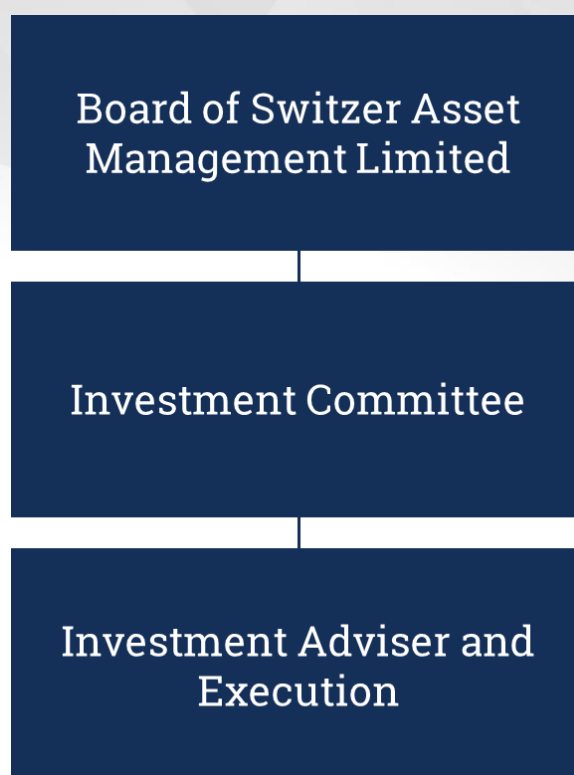 Board of Switzer Asset
Management Limited
Investment Committee
Investment Adviser and
Execution